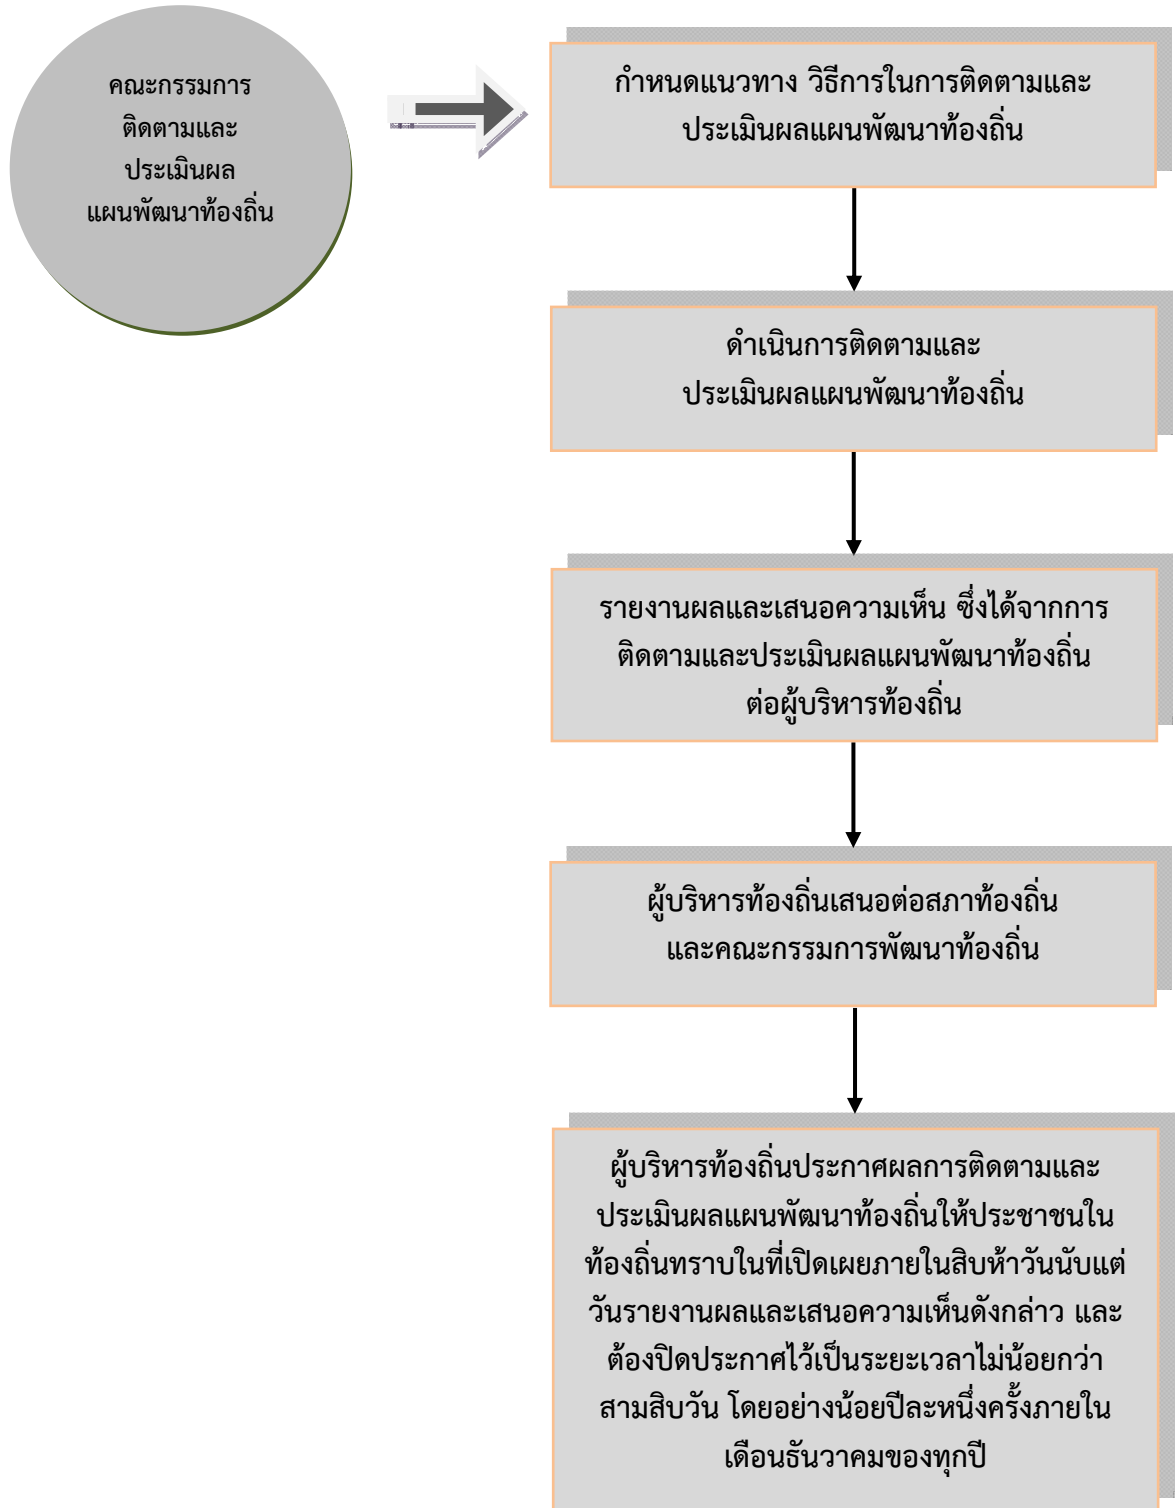 คณะกรรมการ
ติดตามและ
ประเมินผล
แผนพัฒนาท้องถิ่น
กำหนดแนวทาง วิธีการในการติดตามและ
ประเมินผลแผนพัฒนาท้องถิ่น
ดำเนินการติดตามและ
ประเมินผลแผนพัฒนาท้องถิ่น
รายงานผลและเสนอความเห็น ซึ่งได้จากการ
ติดตามและประเมินผลแผนพัฒนาท้องถิ่น
ต่อผู้บริหารท้องถิ่น
ผู้บริหารท้องถิ่นเสนอต่อสภาท้องถิ่น
และคณะกรรมการพัฒนาท้องถิ่น
ผู้บริหารท้องถิ่นประกาศผลการติดตามและ
ประเมินผลแผนพัฒนาท้องถิ่นให้ประชาชนใน
ท้องถิ่นทราบในที่เปิดเผยภายในสิบห้าวันนับแต่
วันรายงานผลและเสนอความเห็นดังกล่าว และ
ต้องปิดประกาศไว้เป็นระยะเวลาไม่น้อยกว่า
สามสิบวัน โดยอย่างน้อยปีละหนึ่งครั้งภายใน
เดือนธันวาคมของทุกปี